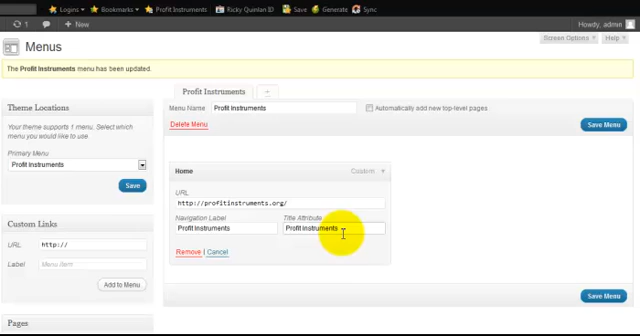 Logins Bookmarks Profit Instruments Ricky Quinlan ID Save Generate Sync
1 + New Howdy, admin
Screen Options Help
Menus
The Profit Instruments menu has been updated.
Theme Locations
Your theme supports 1 menu. Select which
menu you would like to use.
Primary Menu
Profit Instruments
Save
Custom Links
URL http://
Label Menu Item
Add to Menu
Pages
Profit Instruments +
Menu Name Profit Instruments Automatically add new top-level pages.
Delete Menu Save Menu
Home Custom
URL
http://profitinstruments.org/
Navigation Label Title Attribute
Profit Instruments Profit Instruments
Remove | Cancel
Save Menu